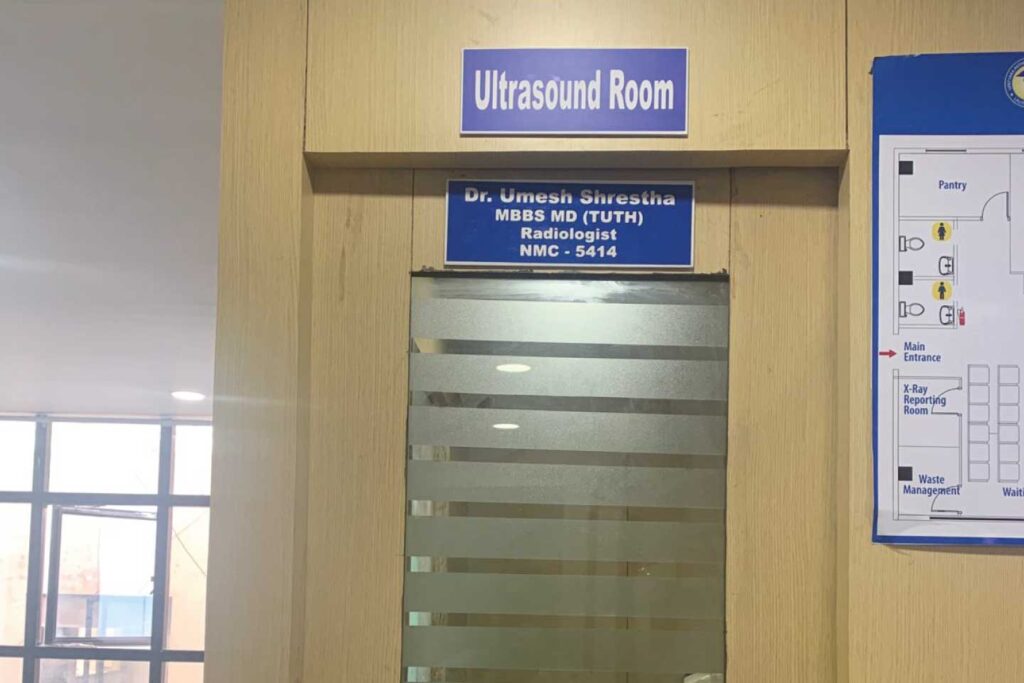 Ultrasound Room
Dr. Umesh Shrestha
MBBS MD (TUTH)
Radiologist
NMC - 5414
Pantry
Main
Entrance
X-Ray
Reporting
Room
Waste
Management